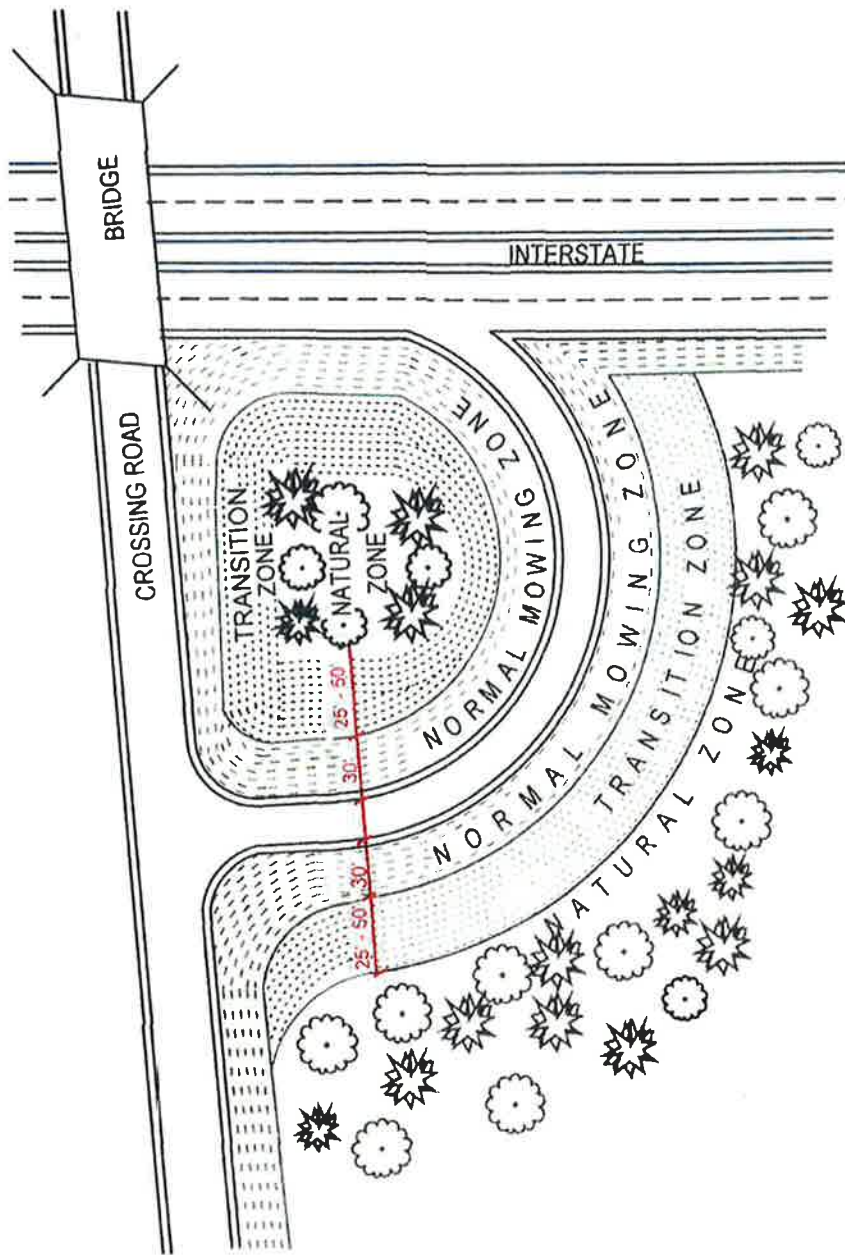 BRIDGE
INTERSTATE
CROSSING ROAD
TRANSITION
ZONE
NATURAL
ZONE
NORMAL MOWING ZONE
NORMAL MOWING ZONE
TRANSITION ZONE
NATURAL ZONE
25' - 50'
30'
30'
25' - 50'